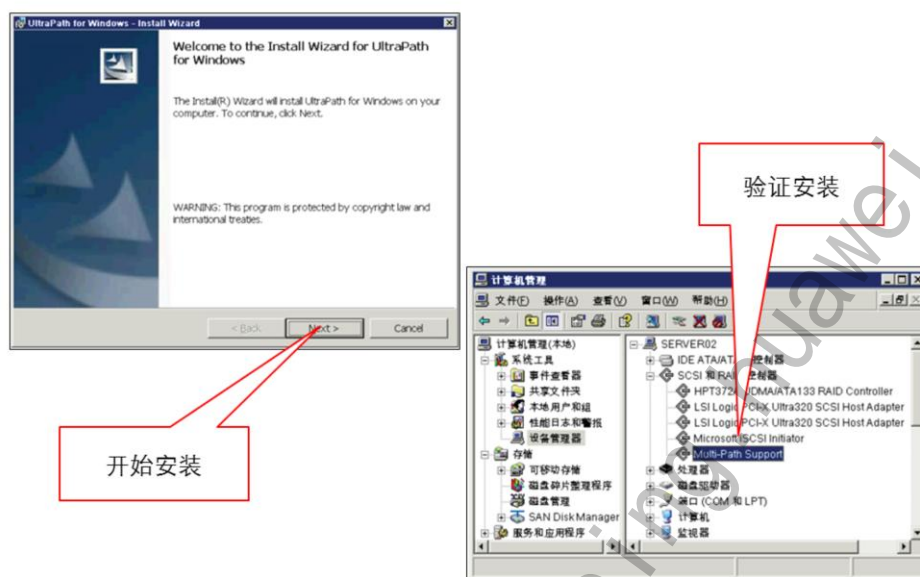 UltraPath for Windows - Install Wizard
Welcome to the Install Wizard for UltraPath
for Windows
The Install(R) Wizard will install UltraPath for Windows on your
computer. To continue, click Next.
WARNING: This program is protected by copyright law and
international treaties.
< Back
Next >
Cancel
开始安装
验证安装
计算机管理
文件(F) 操作(A) 查看(V) 窗口(W) 帮助(H)
计算机管理(本地)
系统工具
事件查看器
共享文件夹
本地用户和组
性能日志和警报
设备管理器
存储
可移动存储
磁盘碎片整理程序
磁盘管理
SAN Disk Manager
服务和应用程序
SERVER02
IDE ATA/AT 控制器
SCSI 和 RAI 控制器
HPT372 UDMA/ATA133 RAID Controller
LSI Logic PCI-X Ultra320 SCSI Host Adapter
LSI Logic PCI-X Ultra320 SCSI Host Adapter
Microsoft iSCSI Initiator
Multi-Path Support
处理器
磁盘驱动器
端口 (COM 和 LPT)
计算机
监视器
ing.huawei